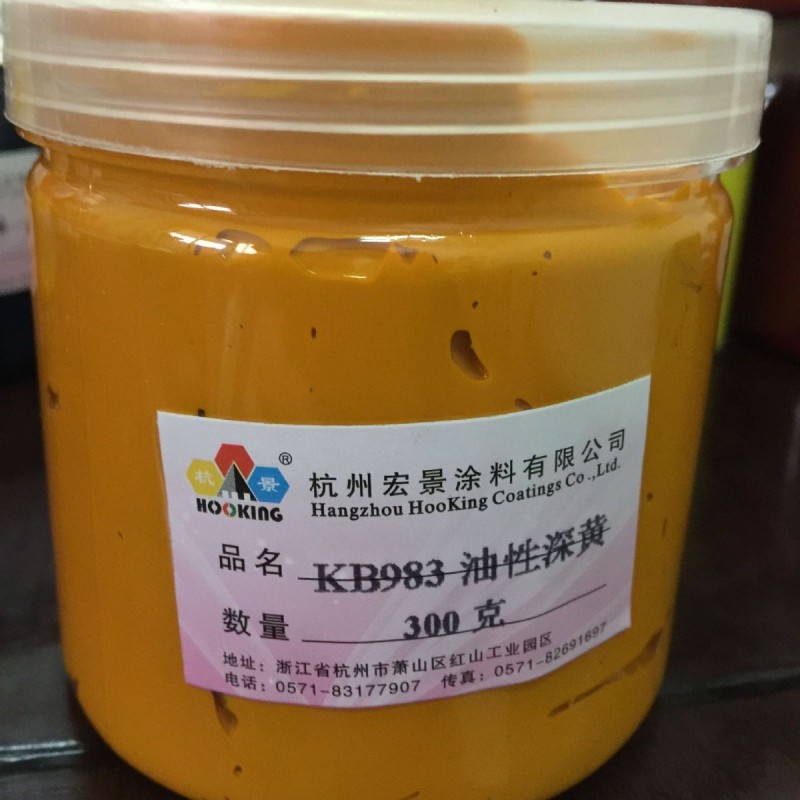 杭 景 ®
HOOKING
杭州宏景涂料有限公司
Hangzhou HooKing Coatings Co.,Ltd.
品名 KB983 油性深黄
数量 300 克
地址：浙江省杭州市萧山区红山工业园区
电话：0571-83177907 传真：0571-82691697